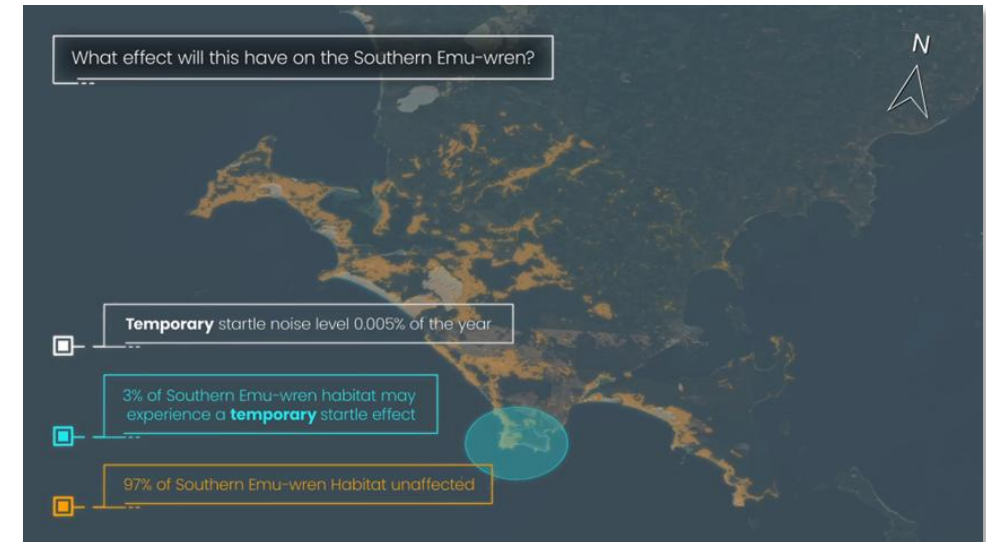 What effect will this have on the Southern Emu-wren?
N
Temporary startle noise level 0.005% of the year
3% of Southern Emu-wren habitat may
experience a temporary startle effect
97% of Southern Emu-wren Habitat unaffected